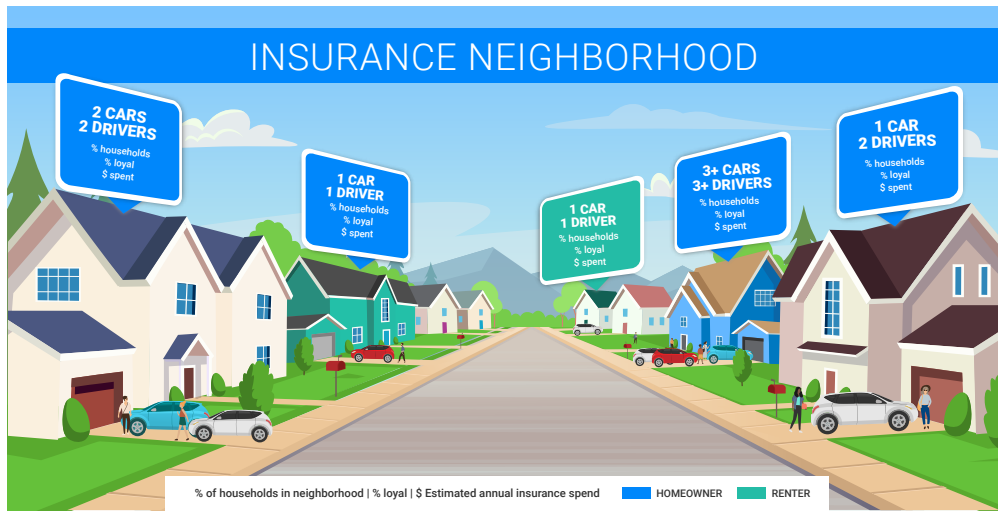 INSURANCE NEIGHBORHOOD
2 CARS
2 DRIVERS
% households
% loyal
$ spent
1 CAR
1 DRIVER
% households
% loyal
$ spent
1 CAR
1 DRIVER
% households
% loyal
$ spent
3+ CARS
3+ DRIVERS
% households
% loyal
$ spent
1 CAR
2 DRIVERS
% households
% loyal
$ spent
% of households in neighborhood | % loyal | $ Estimated annual insurance spend
HOMEOWNER
RENTER